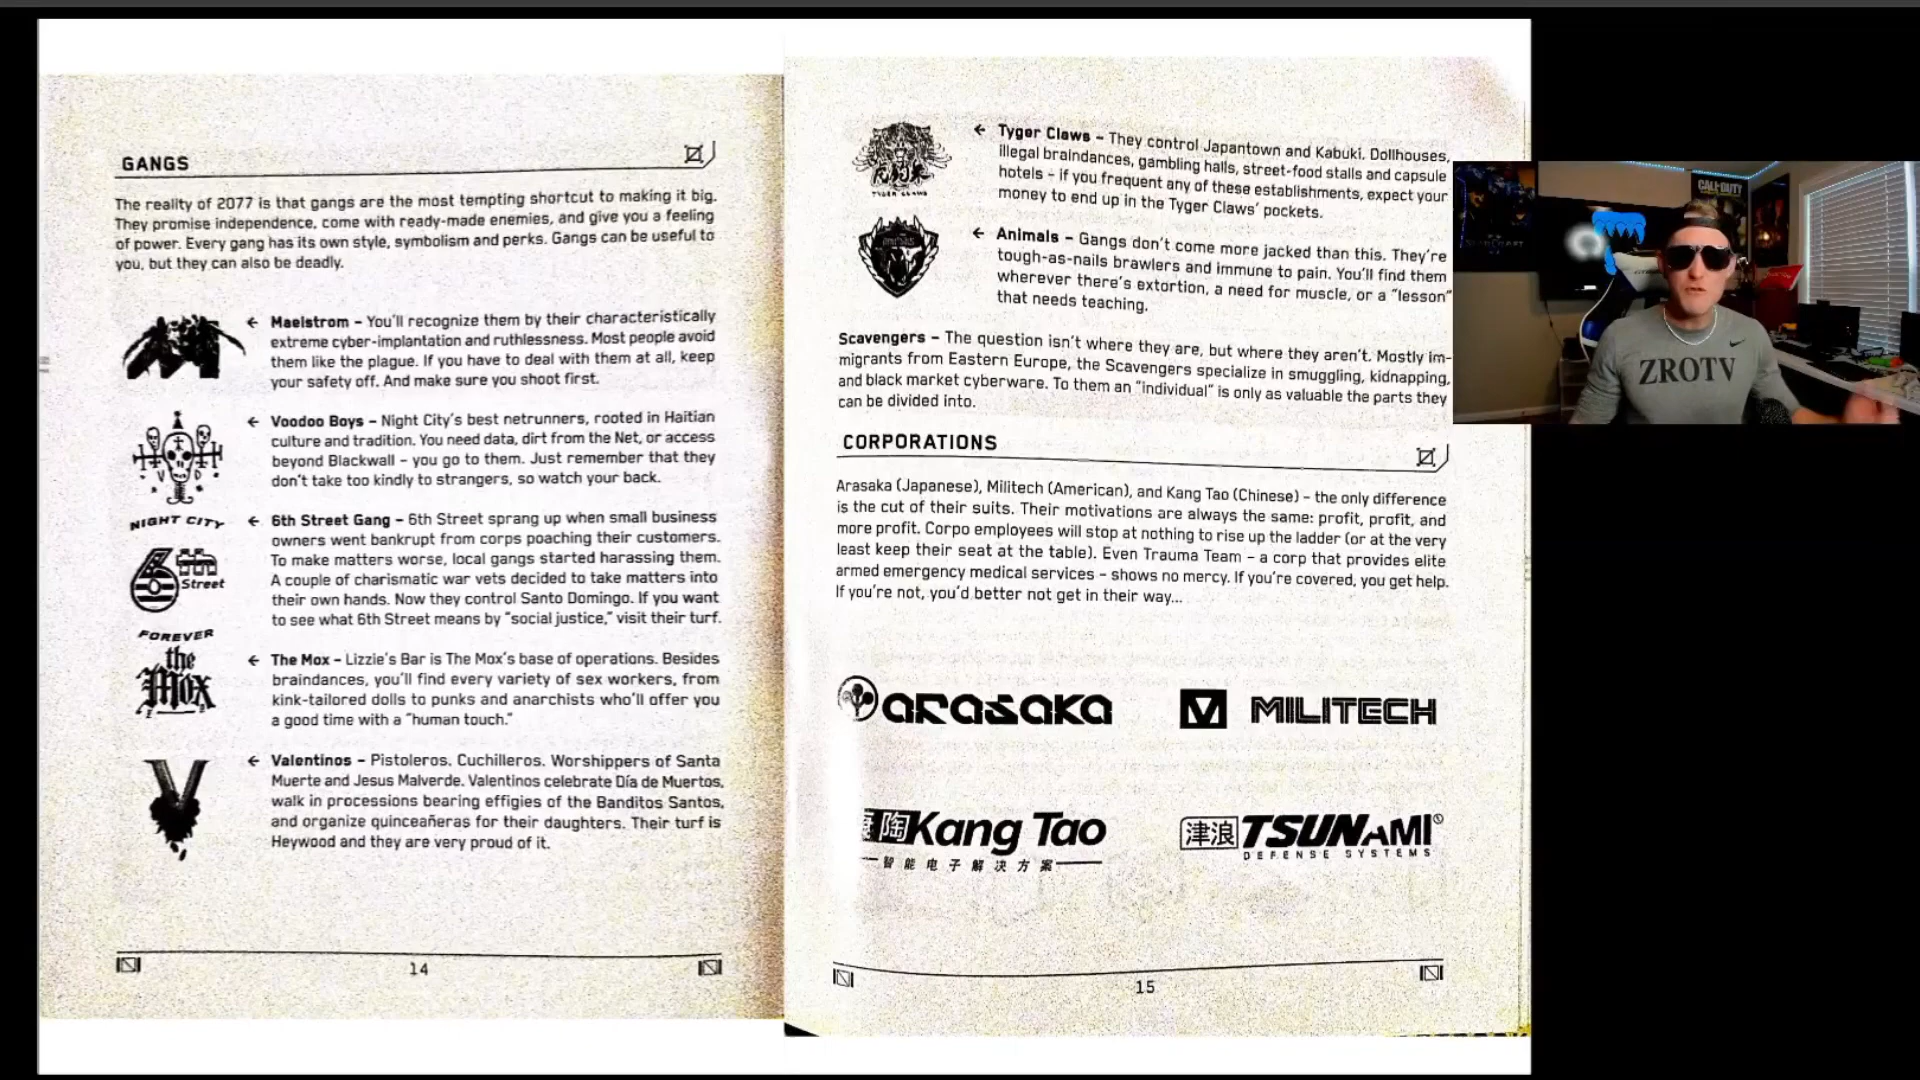 GANGS
The reality of 2077 is that gangs are the most tempting shortcut to making it big.
They promise independence, come with ready-made enemies, and give you a feeling
of power. Every gang has its own style, symbolism and perks. Gangs can be useful to
you, but they can also be deadly.
← Maelstrom – You'll recognize them by their characteristically
extreme cyber-implantation and ruthlessness. Most people avoid
them like the plague. If you have to deal with them at all, keep
your safety off. And make sure you shoot first.
V D
← Voodoo Boys – Night City's best netrunners, rooted in Haitian
culture and tradition. You need data, dirt from the Net, or access
beyond Blackwall – you go to them. Just remember that they
don't take too kindly to strangers, so watch your back.
NIGHT CITY
6th
Street
FOREVER
← 6th Street Gang – 6th Street sprang up when small business
owners went bankrupt from corps poaching their customers.
To make matters worse, local gangs started harassing them.
A couple of charismatic war vets decided to take matters into
their own hands. Now they control Santo Domingo. If you want
to see what 6th Street means by "social justice," visit their turf.
the
Mox
← The Mox – Lizzie's Bar is The Mox's base of operations. Besides
braindances, you'll find every variety of sex workers, from
kink-tailored dolls to punks and anarchists who'll offer you
a good time with a "human touch."
← Valentinos – Pistoleros. Cuchilleros. Worshippers of Santa
Muerte and Jesus Malverde. Valentinos celebrate Día de Muertos,
walk in processions bearing effigies of the Banditos Santos,
and organize quinceañeras for their daughters. Their turf is
Heywood and they are very proud of it.
14
TYGER CLAWS
← Tyger Claws – They control Japantown and Kabuki. Dollhouses,
illegal braindances, gambling halls, street-food stalls and capsule
hotels – if you frequent any of these establishments, expect your
money to end up in the Tyger Claws' pockets.
← Animals – Gangs don't come more jacked than this. They're
tough-as-nails brawlers and immune to pain. You'll find them
wherever there's extortion, a need for muscle, or a "lesson"
that needs teaching.
Scavengers – The question isn't where they are, but where they aren't. Mostly im-
migrants from Eastern Europe, the Scavengers specialize in smuggling, kidnapping,
and black market cyberware. To them an "individual" is only as valuable the parts they
can be divided into.
CORPORATIONS
Arasaka (Japanese), Militech (American), and Kang Tao (Chinese) – the only difference
is the cut of their suits. Their motivations are always the same: profit, profit, and
more profit. Corpo employees will stop at nothing to rise up the ladder (or at the very
least keep their seat at the table). Even Trauma Team – a corp that provides elite
armed emergency medical services – shows no mercy. If you're covered, you get help.
If you're not, you'd better not get in their way...
arasaka
MILITECH
陶 Kang Tao
智能电子解决方案
津浪 TSUNAMI®
DEFENSE SYSTEMS
15
CALL OF DUTY
ZROTV